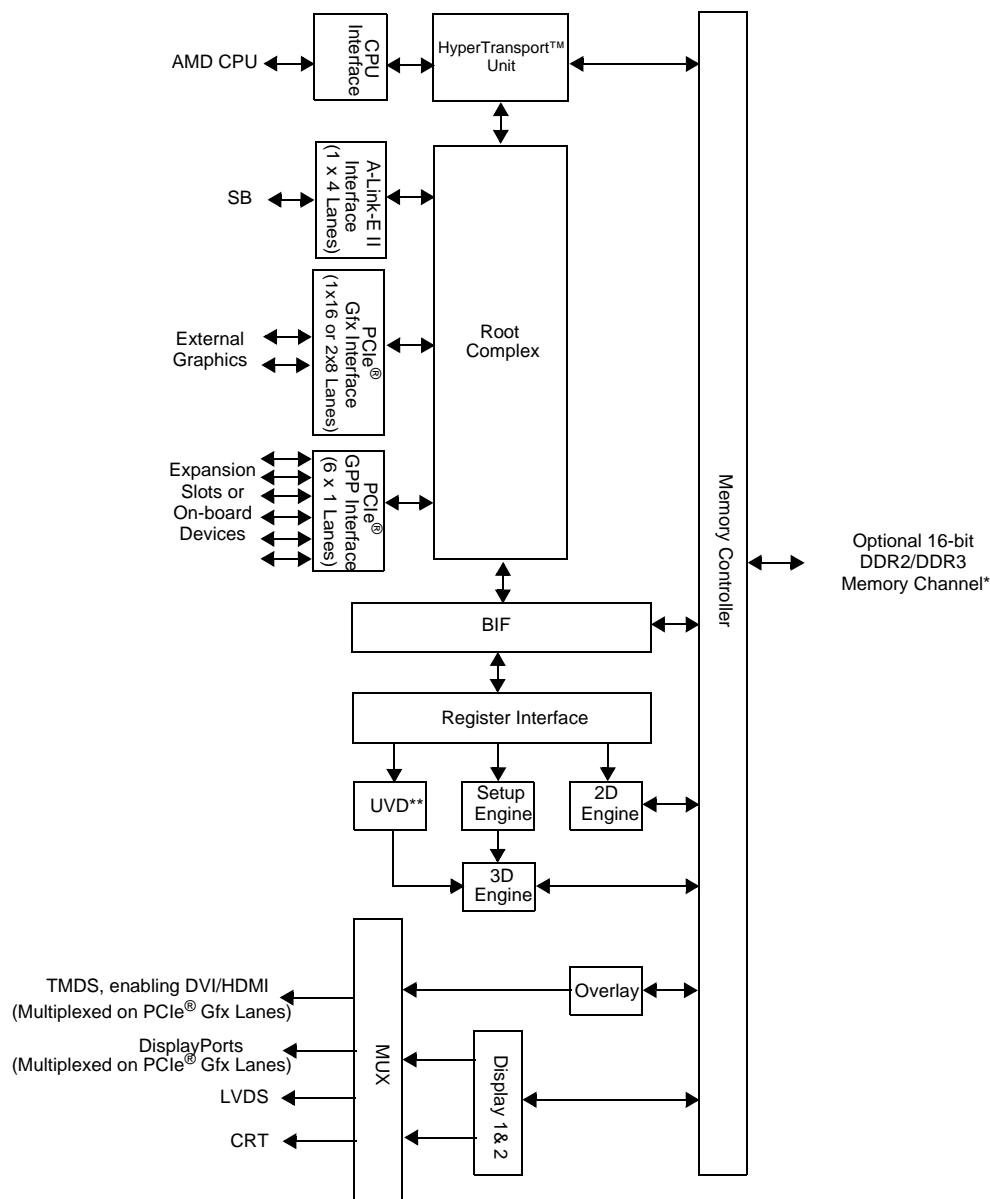 AMD CPU
CPU
Interface
HyperTransport™
Unit
SB
A-Link-E II
Interface
(1 x 4 Lanes)
External
Graphics
PCIe®
Gfx Interface
(1x16 or 2x8 Lanes)
Root
Complex
Expansion
Slots or
On-board
Devices
PCIe®
GPP Interface
(6 x 1 Lanes)
Memory Controller
Optional 16-bit
DDR2/DDR3
Memory Channel*
BIF
Register Interface
UVD**
Setup
Engine
2D
Engine
3D
Engine
TMDS, enabling DVI/HDMI
(Multiplexed on PCIe® Gfx Lanes)
DisplayPorts
(Multiplexed on PCIe® Gfx Lanes)
LVDS
CRT
MUX
Overlay
Display 1& 2